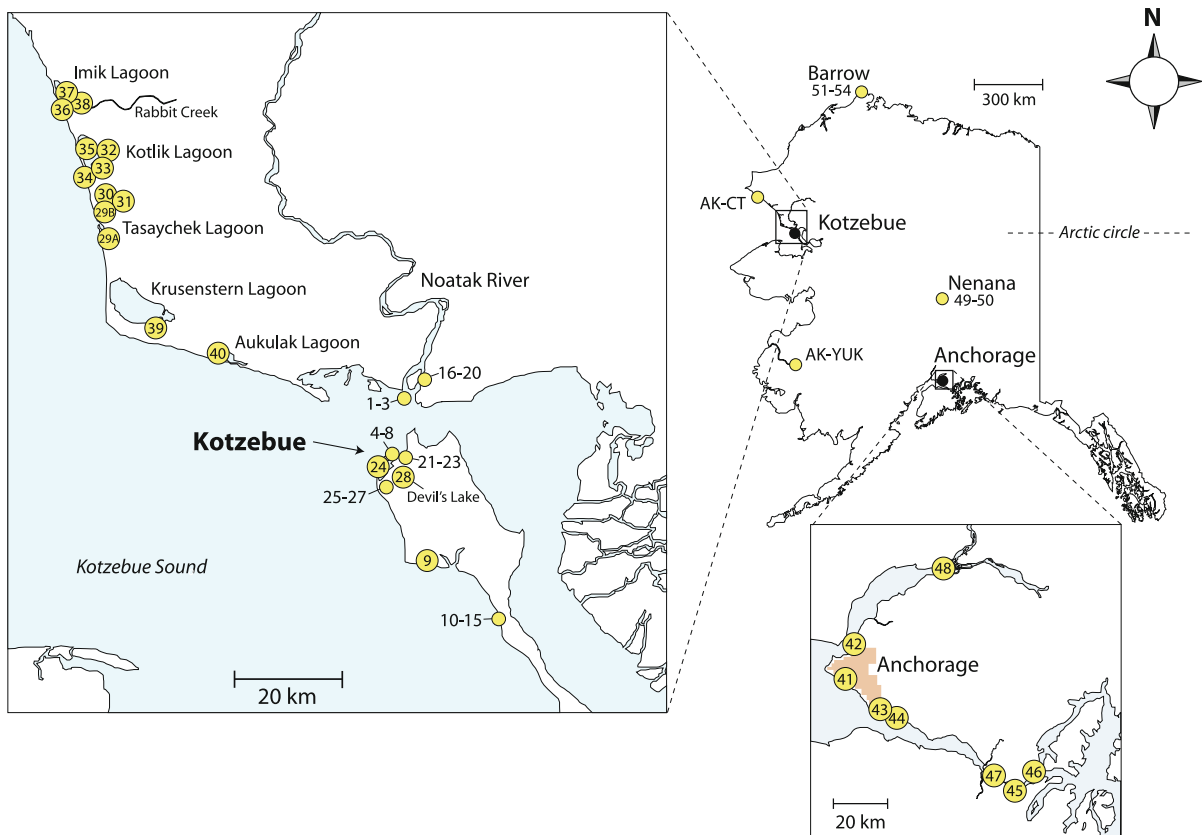 Imik Lagoon
37
38
36
Rabbit Creek
35
32
Kotlik Lagoon
33
34
30
31
29B
Tasaychek Lagoon
29A
Krusenstern Lagoon
39
Aukulak Lagoon
40
Noatak River
16-20
1-3
4-8
Kotzebue
24
21-23
28
25-27
Devil's Lake
9
Kotzebue Sound
10-15
20 km
N
Barrow
51-54
300 km
AK-CT
Kotzebue
Arctic circle
Nenana
49-50
AK-YUK
Anchorage
48
42
Anchorage
41
43
44
47
46
45
20 km